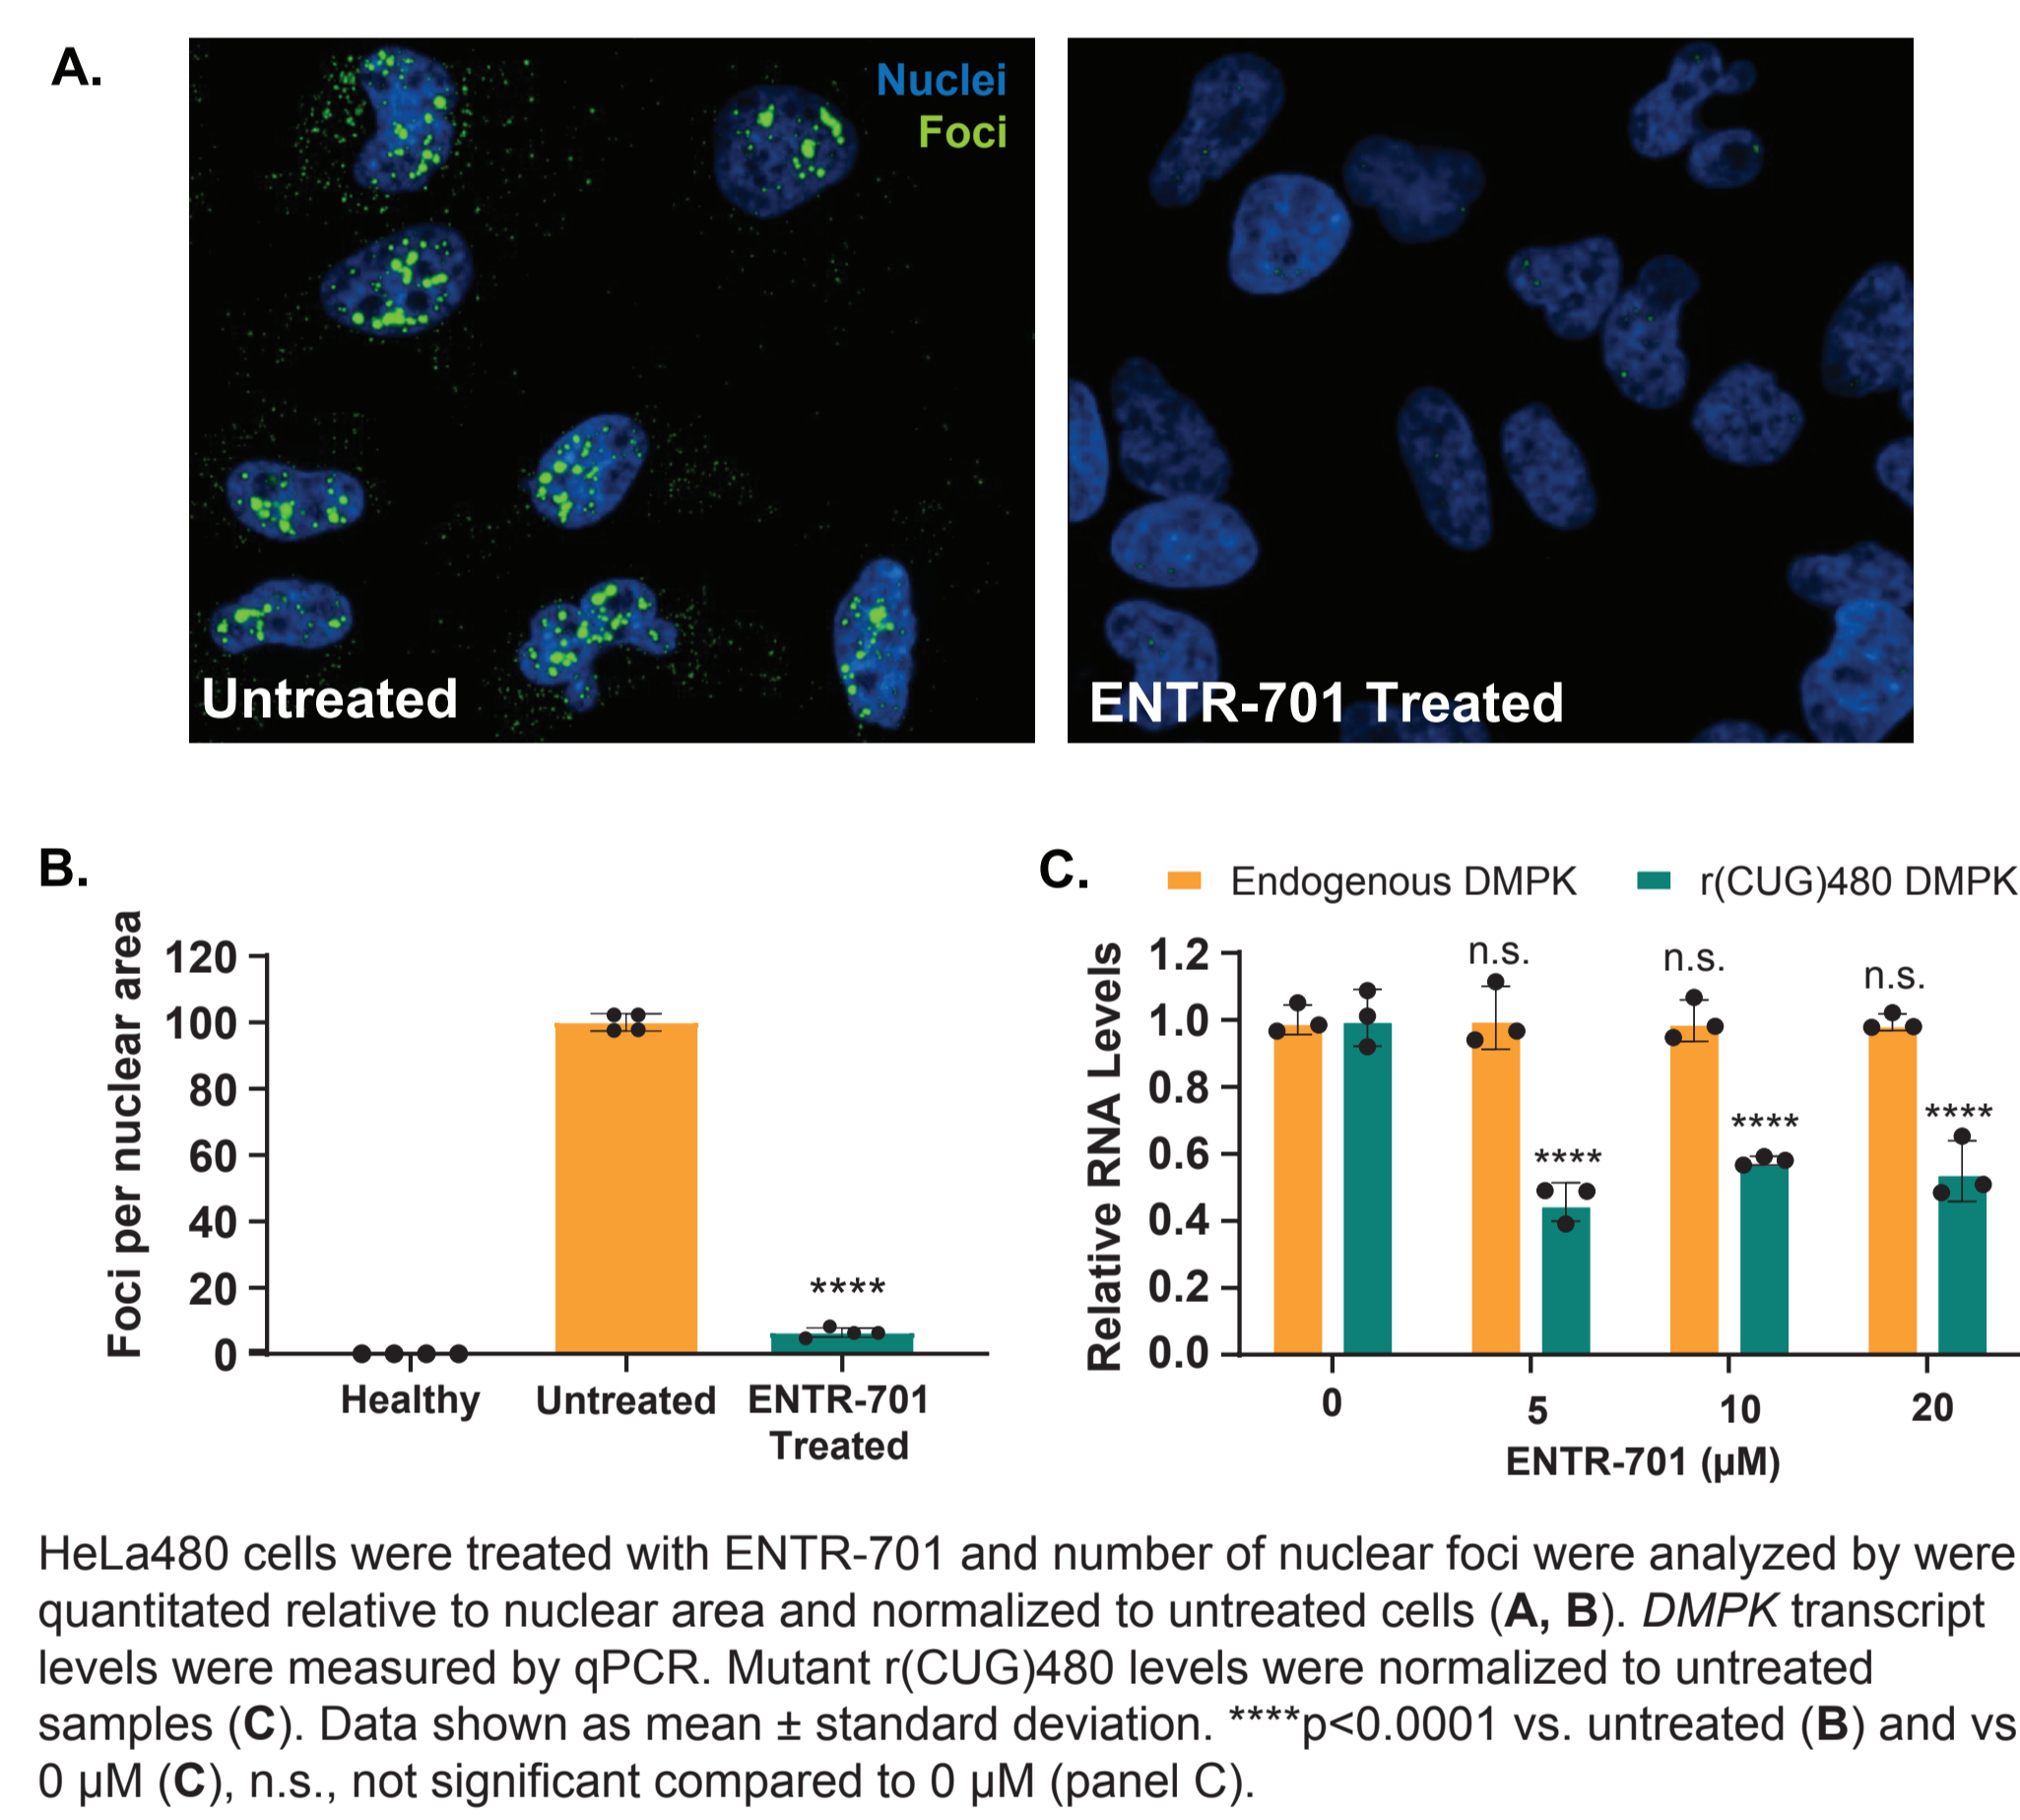 A.
Nuclei
Foci
Untreated
ENTR-701 Treated
B.
Foci per nuclear area
120
100
80
60
40
20
0
****
Healthy
Untreated
ENTR-701
Treated
C.
Endogenous DMPK
r(CUG)480 DMPK
Relative RNA Levels
1.2
1.0
0.8
0.6
0.4
0.2
0.0
n.s.
n.s.
n.s.
****
****
****
0
5
10
20
ENTR-701 (µM)
HeLa480 cells were treated with ENTR-701 and number of nuclear foci were analyzed by were
quantitated relative to nuclear area and normalized to untreated cells (A, B). DMPK transcript
levels were measured by qPCR. Mutant r(CUG)480 levels were normalized to untreated
samples (C). Data shown as mean ± standard deviation. ****p<0.0001 vs. untreated (B) and vs
0 µM (C), n.s., not significant compared to 0 µM (panel C).